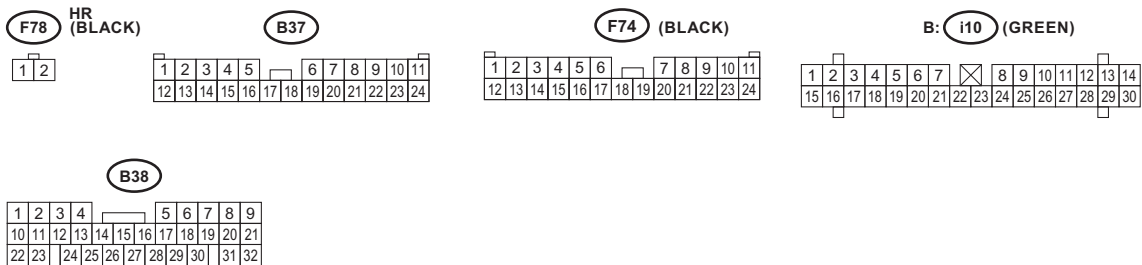 F78 HR (BLACK)
1 2
B37
1 2 3 4 5 6 7 8 9 10 11
12 13 14 15 16 17 18 19 20 21 22 23 24
F74 (BLACK)
1 2 3 4 5 6 7 8 9 10 11
12 13 14 15 16 17 18 19 20 21 22 23 24
B: i10 (GREEN)
1 2 3 4 5 6 7 8 9 10 11 12 13 14
15 16 17 18 19 20 21 22 23 24 25 26 27 28 29 30
B38
1 2 3 4 5 6 7 8 9
10 11 12 13 14 15 16 17 18 19 20 21
22 23 24 25 26 27 28 29 30 31 32